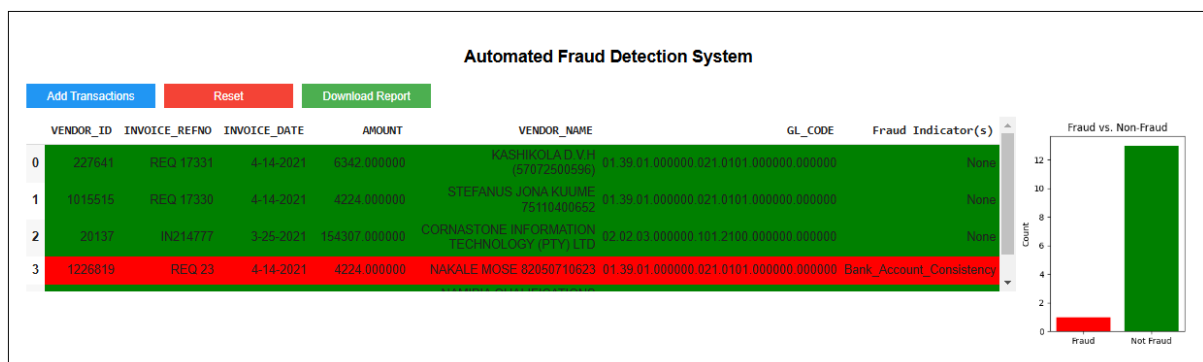 Automated Fraud Detection System
Add Transactions Reset Download Report
VENDOR_ID INVOICE_REFNO INVOICE_DATE AMOUNT VENDOR_NAME GL_CODE Fraud Indicator(s)
0 227641 REQ 17331 4-14-2021 6342.000000 KASHIKOLA D.V.H (57072500596) 01.39.01.000000.021.0101.000000.000000 None
1 1015515 REQ 17330 4-14-2021 4224.000000 STEFANUS JONA KUUME 75110400652 01.39.01.000000.021.0101.000000.000000 None
2 20137 IN214777 3-25-2021 154307.000000 CORNASTONE INFORMATION TECHNOLOGY (PTY) LTD 02.02.03.000000.101.2100.000000.000000 None
3 1226819 REQ 23 4-14-2021 4224.000000 NAKALE MOSE 82050710623 01.39.01.000000.021.0101.000000.000000 Bank_Account_Consistency
Fraud vs. Non-Fraud
Count
12
10
8
6
4
2
0
Fraud Not Fraud